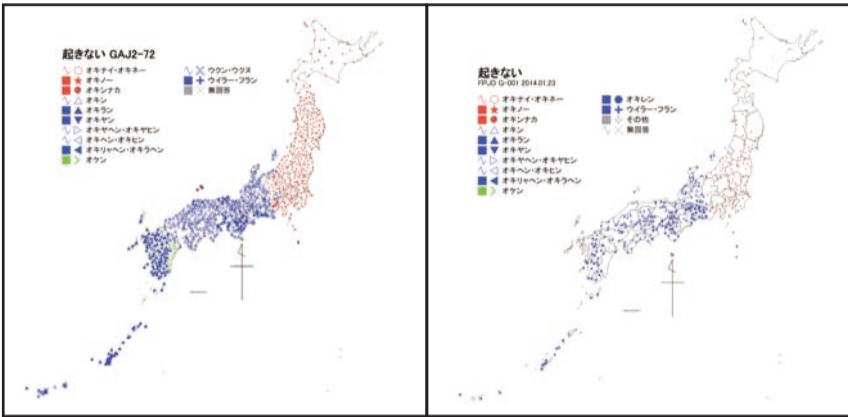 起きない GAJ2-72
オキナイ・オキネー
オキノー
オキンナカ
オキン
オキラン
オキヤン
オキヤヘン・オキヤヒン
オキヘン・オキヒン
オキリャヘン・オキラヘン
オケン
ウクン・ウクヌ
ウイラー・フラン
無回答
起きない
FPJD G-001 2014.01.23
オキナイ・オキネー
オキノー
オキンナカ
オキン
オキラン
オキヤン
オキヤヘン・オキヤヒン
オキヘン・オキヒン
オキリャヘン・オキラヘン
オケン
オキレン
ウイラー・フラン
その他
無回答